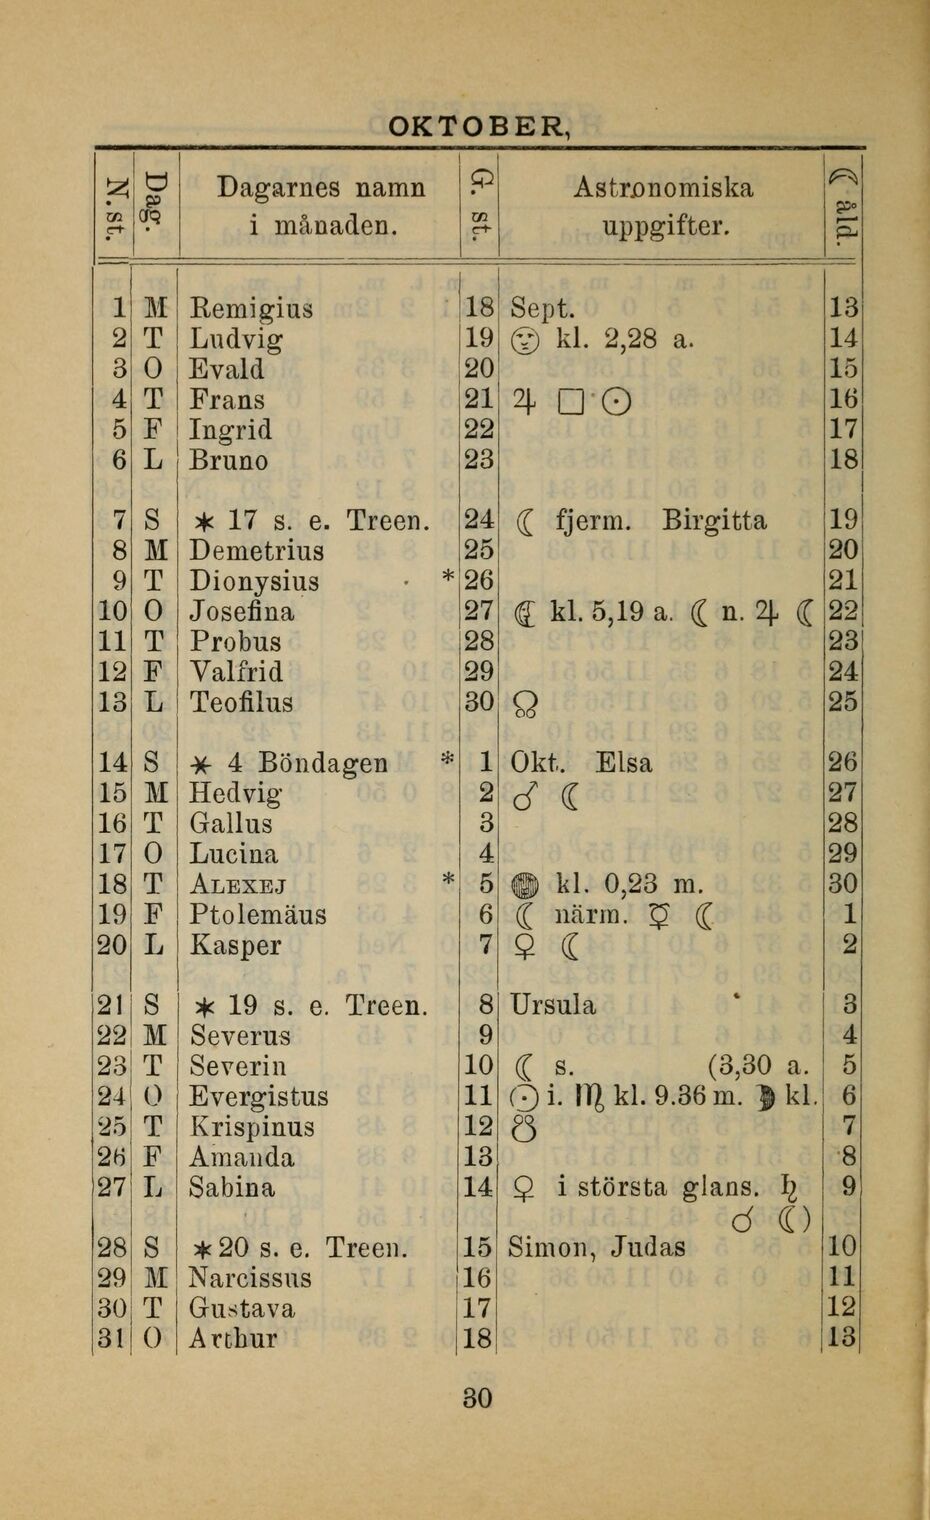 OKTOBER,
N. st. Dag. Dagarnes namn i månaden. G. st. Astronomiska uppgifter. ☾ åld.
1 M Remigius 18 Sept. 13
2 T Ludvig 19 🌝 kl. 2,28 a. 14
3 O Evald 20 15
4 T Frans 21 ♃ □ ☉ 16
5 F Ingrid 22 17
6 L Bruno 23 18
7 S * 17 s. e. Treen. 24 ☾ fjerm. Birgitta 19
8 M Demetrius 25 20
9 T Dionysius * 26 21
10 O Josefina 27 ☾ kl. 5,19 a. ☾ n. ♃ ☾ 22
11 T Probus 28 23
12 F Valfrid 29 24
13 L Teofilus 30 ☊ 25
14 S * 4 Böndagen * 1 Okt. Elsa 26
15 M Hedvig 2 ♂ ☾ 27
16 T Gallus 3 28
17 O Lucina 4 29
18 T ALEXEJ * 5 🌚 kl. 0,23 m. 30
19 F Ptolemäus 6 ☾ närm. ☿ ☾ 1
20 L Kasper 7 ♀ ☾ 2
21 S * 19 s. e. Treen. 8 Ursula 3
22 M Severus 9 4
23 T Severin 10 ☾ s. (3,30 a. 5
24 O Evergistus 11 ☉ i. ♏ kl. 9.36 m. ☽ kl. 6
25 T Krispinus 12 ☋ 7
26 F Amanda 13 8
27 L Sabina 14 ♀ i största glans. ♄ 9
☌ ☾)
28 S * 20 s. e. Treen. 15 Simon, Judas 10
29 M Narcissus 16 11
30 T Gustava 17 12
31 O Arthur 18 13
30